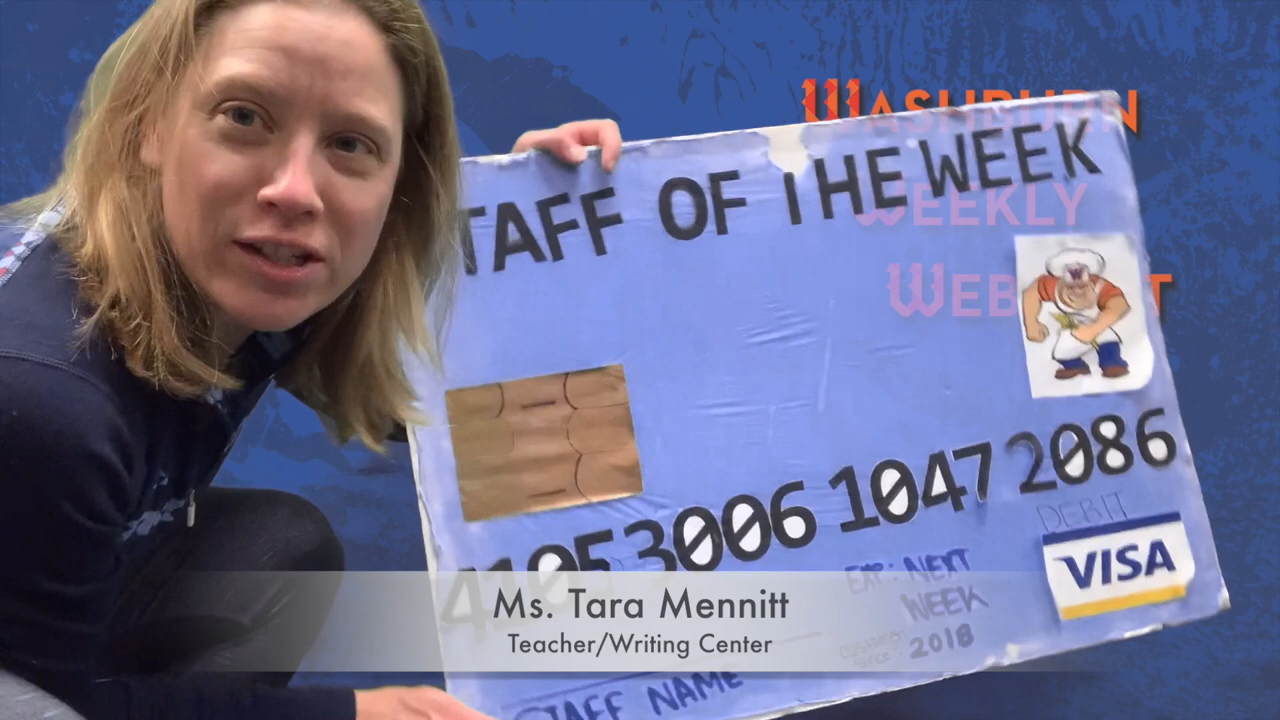 WASHBURN
TAFF OF THE WEEK
WEEKLY
WEB T
4105 3006 1047 2086
DEBIT
VISA
EXP: NEXT
WEEK
Ms. Tara Mennitt
Teacher/Writing Center
2018
STAFF NAME